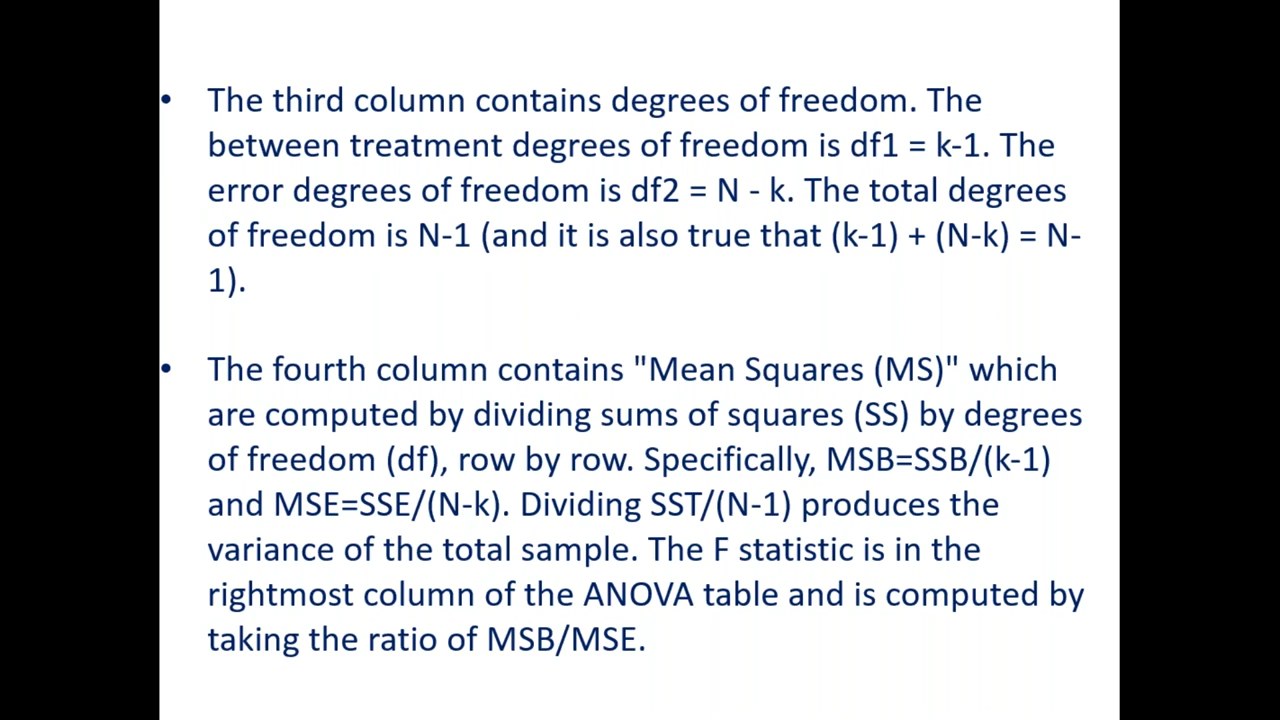 • The third column contains degrees of freedom. The
between treatment degrees of freedom is df1 = k-1. The
error degrees of freedom is df2 = N - k. The total degrees
of freedom is N-1 (and it is also true that (k-1) + (N-k) = N-
1).
• The fourth column contains "Mean Squares (MS)" which
are computed by dividing sums of squares (SS) by degrees
of freedom (df), row by row. Specifically, MSB=SSB/(k-1)
and MSE=SSE/(N-k). Dividing SST/(N-1) produces the
variance of the total sample. The F statistic is in the
rightmost column of the ANOVA table and is computed by
taking the ratio of MSB/MSE.